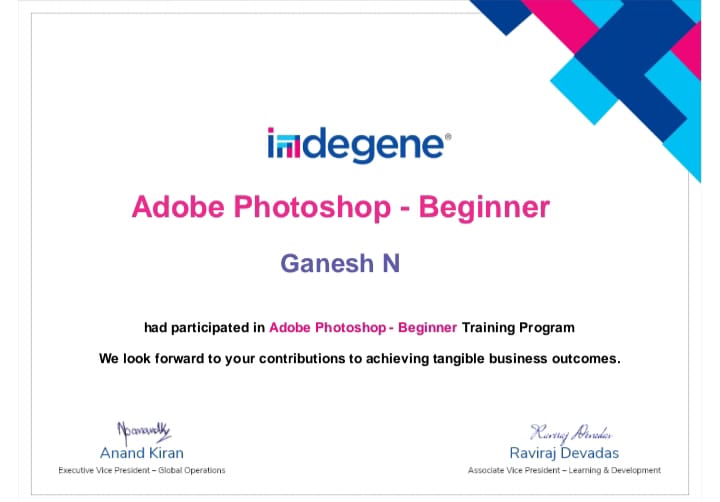 indegene®
Adobe Photoshop - Beginner
Ganesh N
had participated in Adobe Photoshop - Beginner Training Program
We look forward to your contributions to achieving tangible business outcomes.
Raviraj Devadas
Anand Kiran
Raviraj Devadas
Executive Vice President – Global Operations
Associate Vice President – Learning & Development